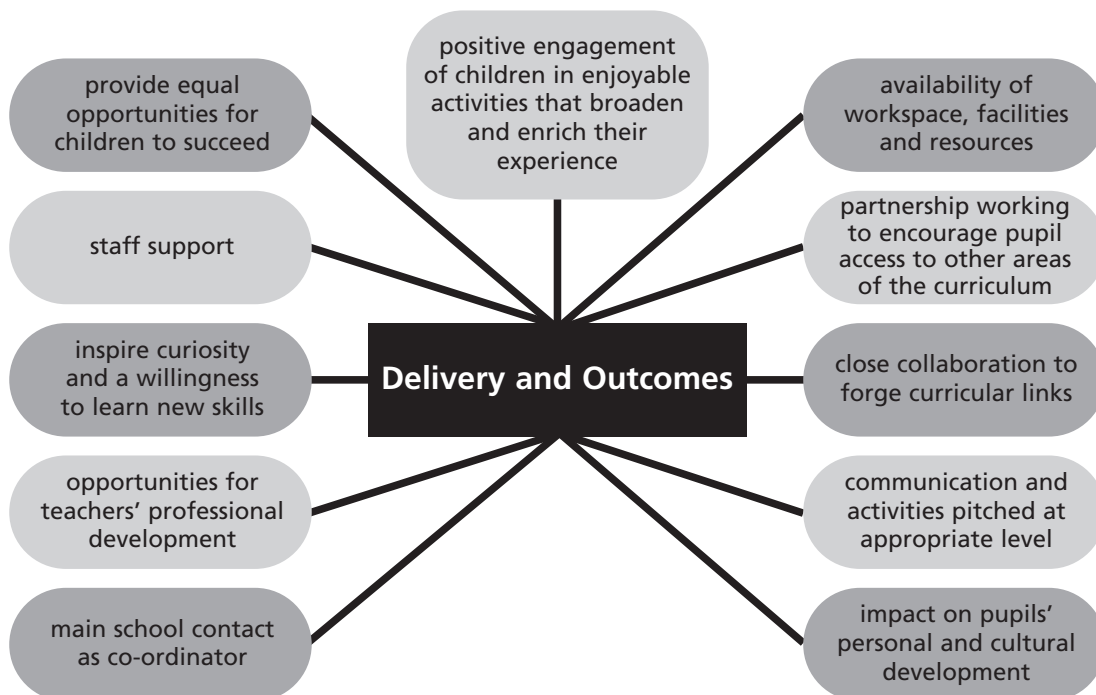 positive engagement
of children in enjoyable
activities that broaden
and enrich their
experience
provide equal
opportunities for
children to succeed
availability of
workspace, facilities
and resources
staff support
partnership working
to encourage pupil
access to other areas
of the curriculum
inspire curiosity
and a willingness
to learn new skills
Delivery and Outcomes
close collaboration to
forge curricular links
opportunities for
teachers’ professional
development
communication and
activities pitched at
appropriate level
main school contact
as co-ordinator
impact on pupils’
personal and cultural
development